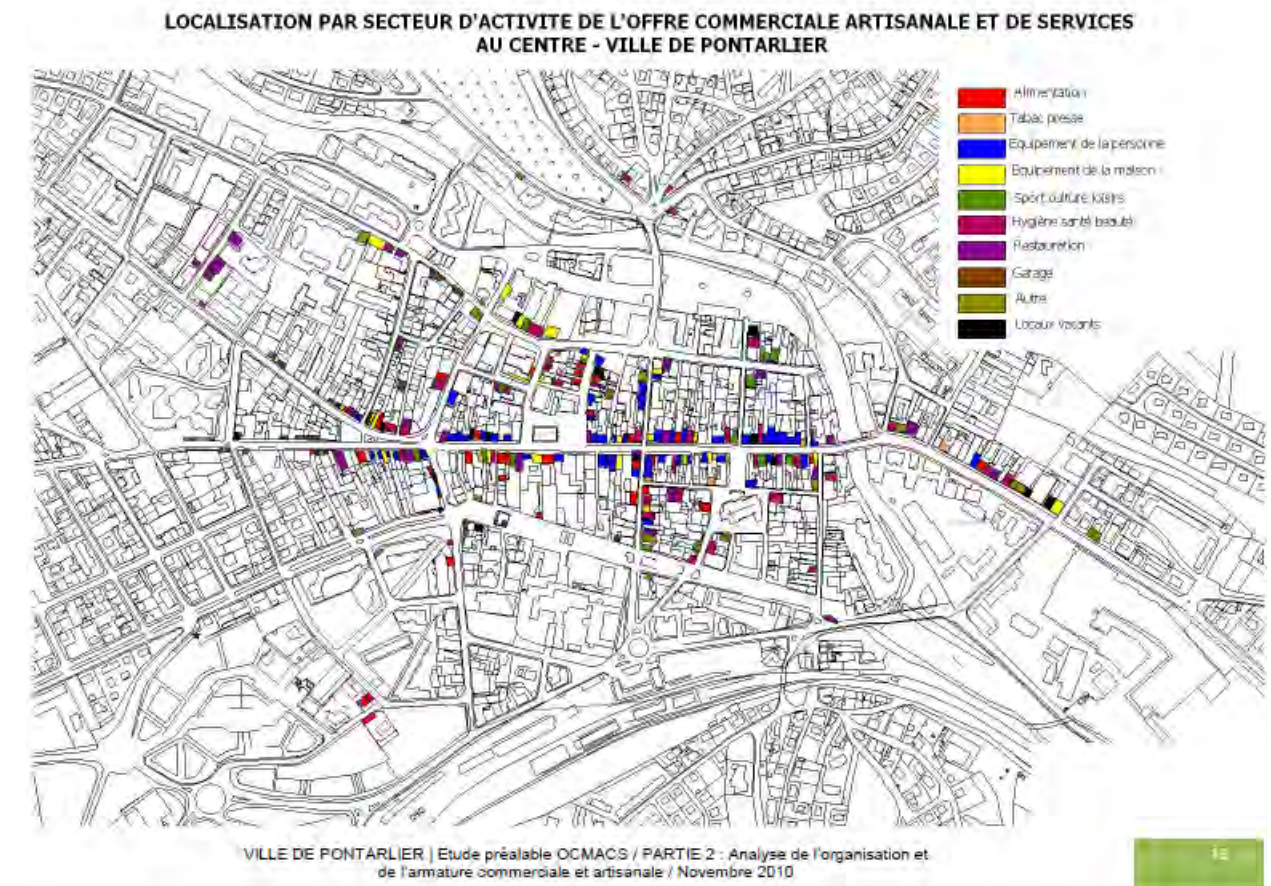 LOCALISATION PAR SECTEUR D'ACTIVITE DE L'OFFRE COMMERCIALE ARTISANALE ET DE SERVICES
AU CENTRE - VILLE DE PONTARLIER
Alimentation
Tabac presse
Equipement de la personne
Equipement de la maison
Sport culture loisirs
Hygiène santé beauté
Restauration
Garage
Autre
Locaux vacants
VILLE DE PONTARLIER | Etude préalable OCMACS / PARTIE 2 : Analyse de l'organisation et
de l'armature commerciale et artisanale / Novembre 2010